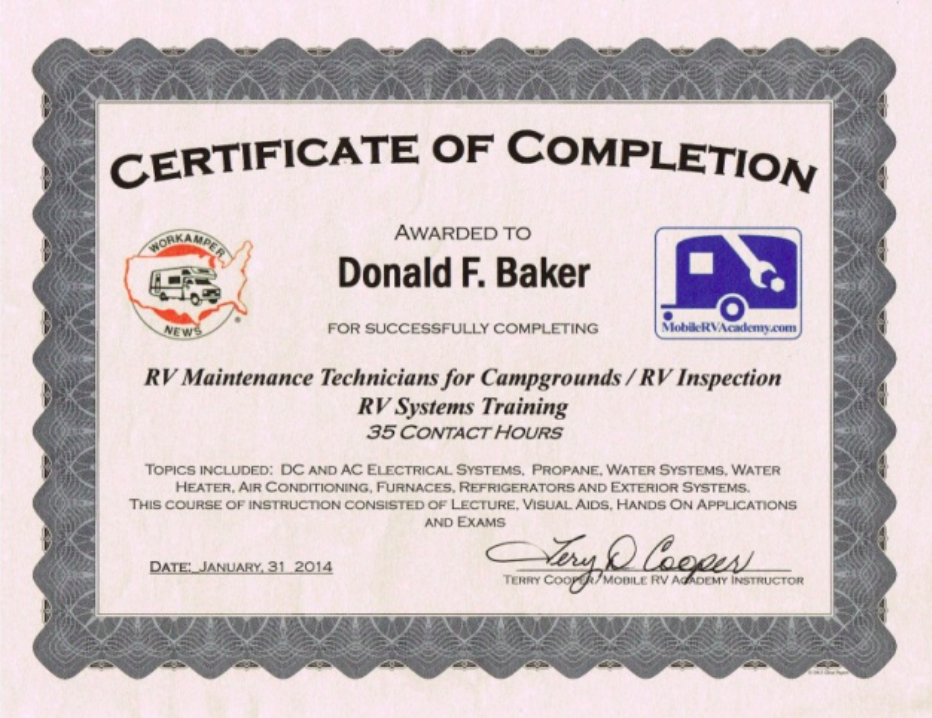 CERTIFICATE OF COMPLETION
AWARDED TO
Donald F. Baker
WORKAMPER
NEWS
®
MobileRVAcademy.com
FOR SUCCESSFULLY COMPLETING
RV Maintenance Technicians for Campgrounds / RV Inspection
RV Systems Training
35 CONTACT HOURS
TOPICS INCLUDED: DC AND AC ELECTRICAL SYSTEMS, PROPANE, WATER SYSTEMS, WATER
HEATER, AIR CONDITIONING, FURNACES, REFRIGERATORS AND EXTERIOR SYSTEMS.
THIS COURSE OF INSTRUCTION CONSISTED OF LECTURE, VISUAL AIDS, HANDS ON APPLICATIONS
AND EXAMS
Terry D Cooper
DATE: JANUARY, 31 2014
TERRY COOPER/MOBILE RV ACADEMY INSTRUCTOR